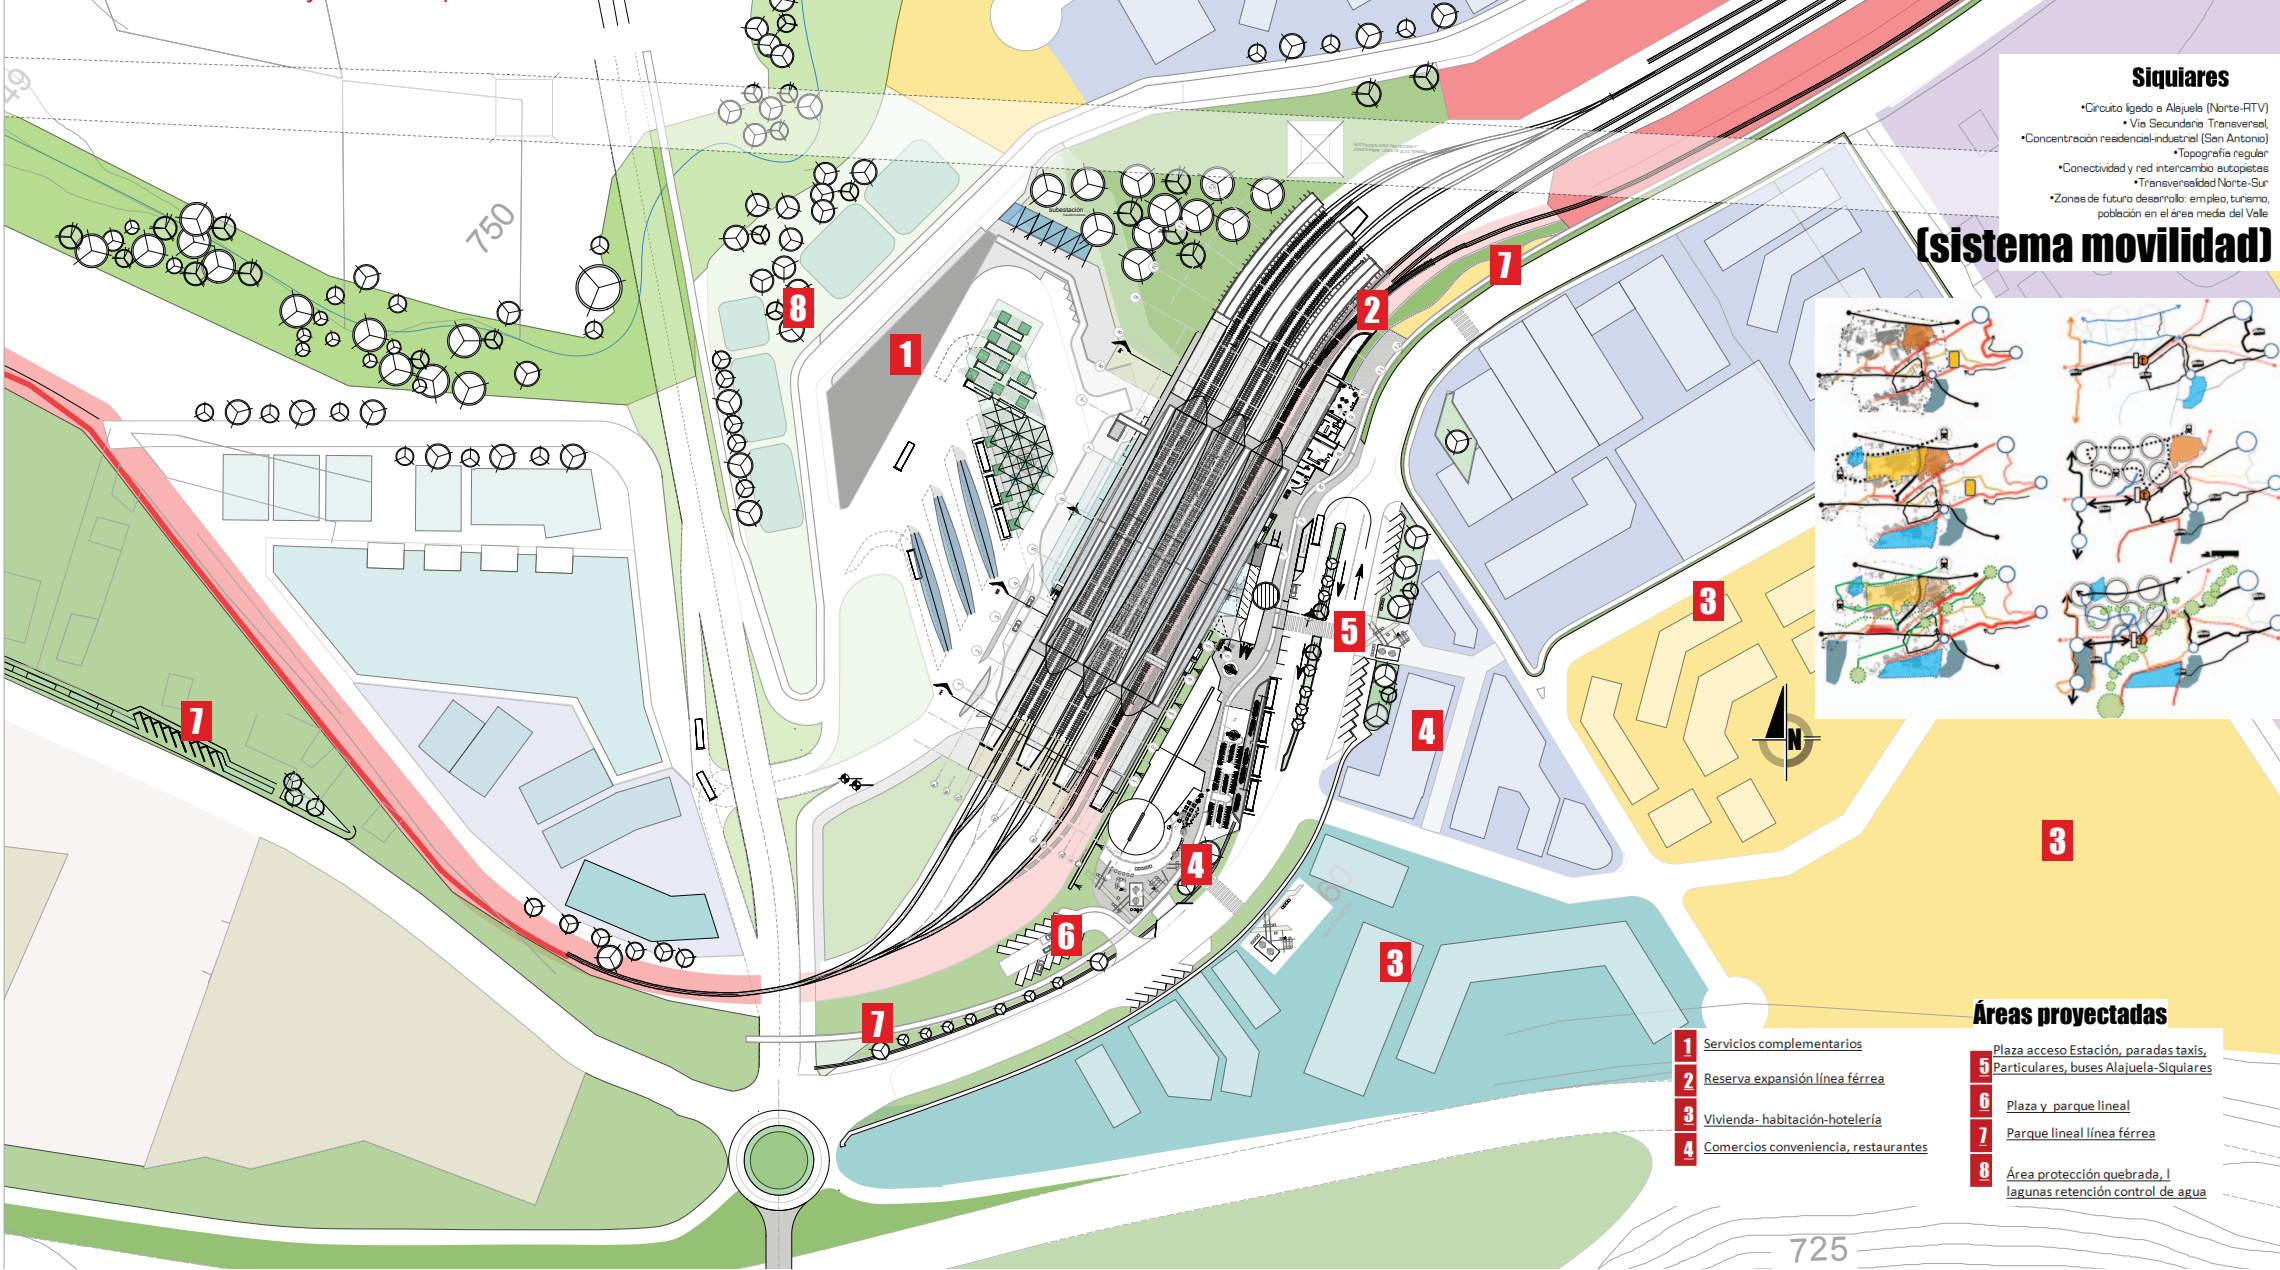 49
750
Siquiares
•Circuito ligado a Alajuela (Norte-RTV)
• Vía Secundaria Transversal,
•Concentración residencial-industrial (San Antonio)
•Topografía regular
•Conectividad y red intercambio autopistas
•Transversalidad Norte-Sur
•Zonas de futuro desarrollo: empleo, turismo,
población en el área media del Valle
(sistema movilidad)
subestación
7
8
2
1
3
5
7
4
N
3
4
6
3
60
7
Áreas proyectadas
1 Servicios complementarios
2 Reserva expansión línea férrea
3 Vivienda- habitación-hotelería
4 Comercios conveniencia, restaurantes
5 Plaza acceso Estación, paradas taxis,
Particulares, buses Alajuela-Siquiares
6 Plaza y parque lineal
7 Parque lineal línea férrea
8 Área protección quebrada, l
lagunas retención control de agua
725